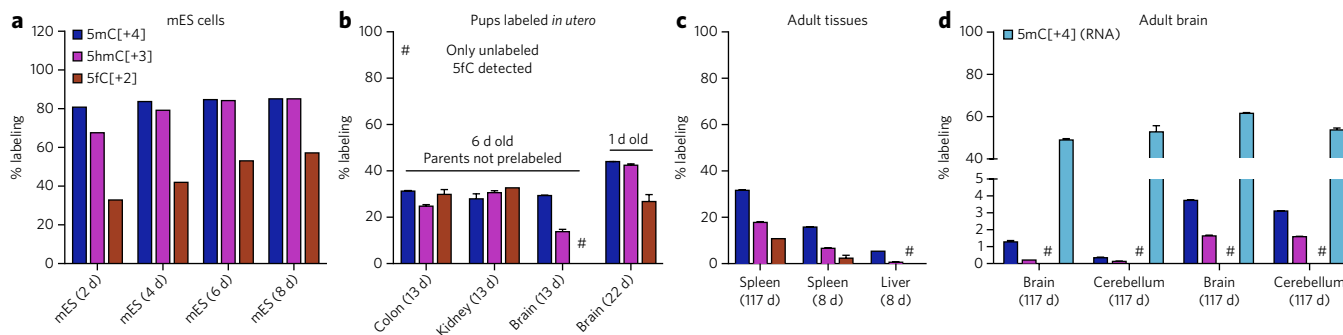 a
mES cells
% labeling
120
100
80
60
40
20
0
5mC[+4]
5hmC[+3]
5fC[+2]
mES (2 d)
mES (4 d)
mES (6 d)
mES (8 d)
b
Pups labeled in utero
% labeling
100
80
60
40
20
0
#
Only unlabeled
5fC detected
6 d old
Parents not prelabeled
1 d old
#
Colon (13 d)
Kidney (13 d)
Brain (13 d)
Brain (22 d)
c
Adult tissues
% labeling
100
80
60
40
20
0
#
Spleen
(117 d)
Spleen
(8 d)
Liver
(8 d)
d
Adult brain
5mC[+4] (RNA)
% labeling
100
80
60
40
5
4
3
2
1
0
#
#
#
#
Brain
(117 d)
Cerebellum
(117 d)
Brain
(117 d)
Cerebellum
(117 d)